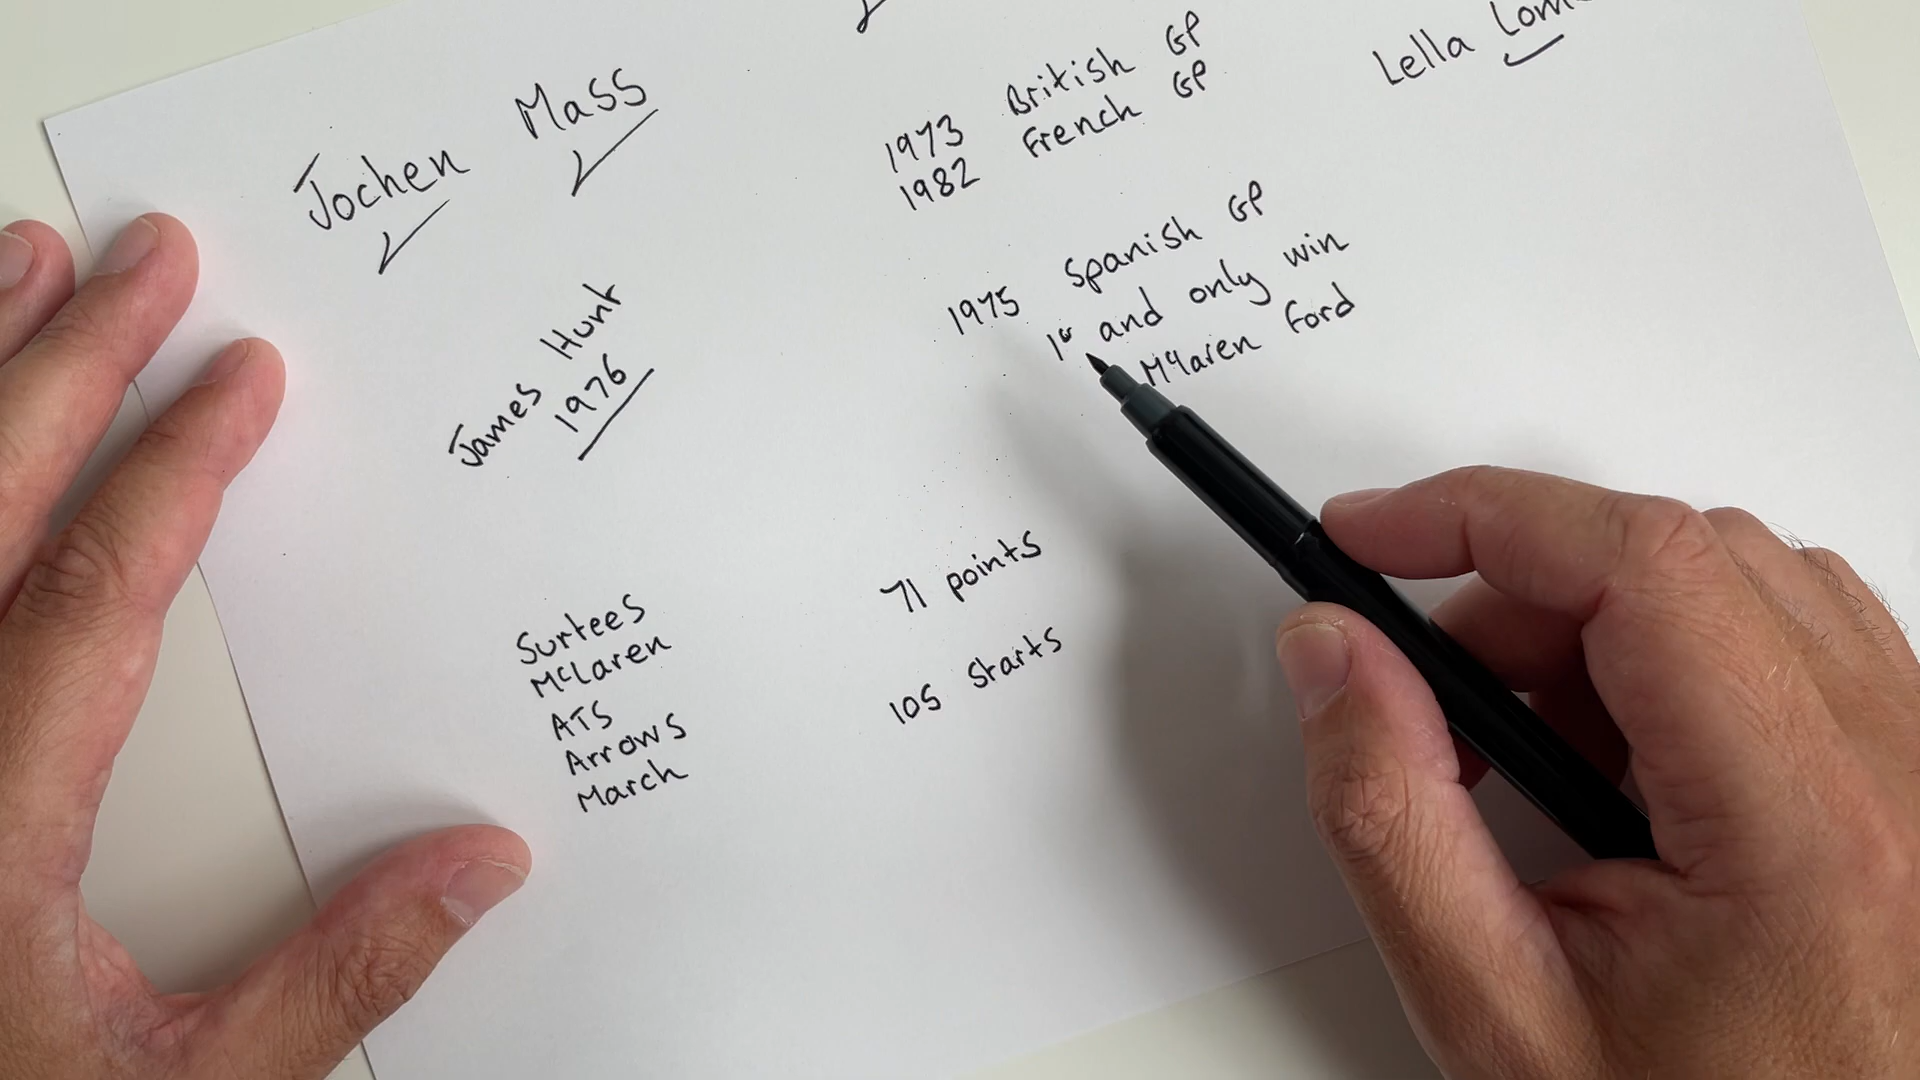 Jochen Mass
James Hunt
1976
Surtees
McLaren
ATS
Arrows
March
1973 British GP
1982 French GP
1975 Spanish GP
1st and only win
McLaren Ford
71 points
105 Starts
Lella